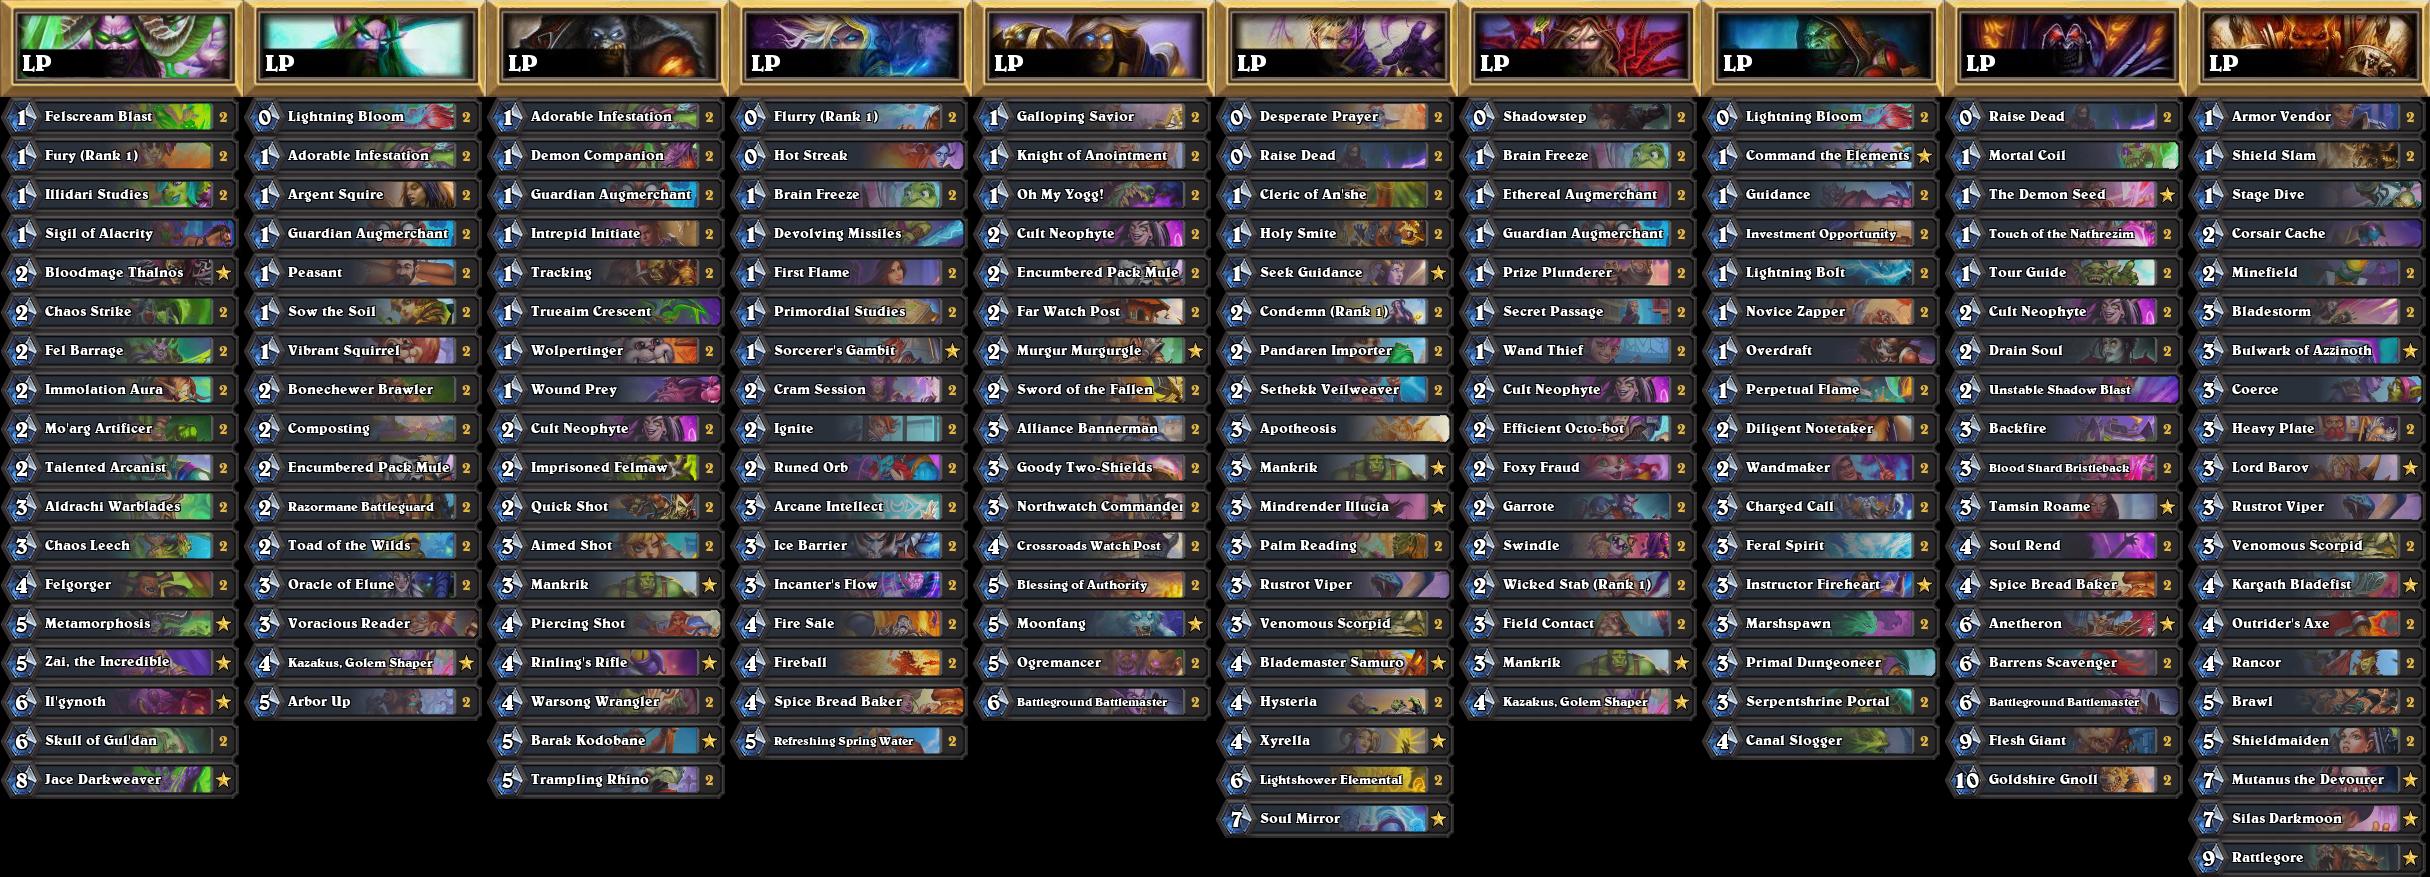 LP
1 Felscream Blast 2
1 Fury (Rank 1) 2
1 Illidari Studies 2
1 Sigil of Alacrity
2 Bloodmage Thalnos
2 Chaos Strike 2
2 Fel Barrage 2
2 Immolation Aura 2
2 Mo'arg Artificer 2
2 Talented Arcanist 2
3 Aldrachi Warblades 2
3 Chaos Leech 2
4 Felgorger 2
5 Metamorphosis
5 Zai, the Incredible
6 Il'gynoth
6 Skull of Gul'dan 2
8 Jace Darkweaver
LP
0 Lightning Bloom 2
1 Adorable Infestation 2
1 Argent Squire 2
1 Guardian Augmerchant 2
1 Peasant 2
1 Sow the Soil 2
1 Vibrant Squirrel 2
2 Bonechewer Brawler 2
2 Composting 2
2 Encumbered Pack Mule 2
2 Razormane Battleguard 2
2 Toad of the Wilds 2
3 Oracle of Elune 2
3 Voracious Reader
4 Kazakus, Golem Shaper
5 Arbor Up 2
LP
1 Adorable Infestation 2
1 Demon Companion 2
1 Guardian Augmerchant 2
1 Intrepid Initiate 2
1 Tracking 2
1 Trueaim Crescent
1 Wolpertinger 2
1 Wound Prey
2 Cult Neophyte 2
2 Imprisoned Felmaw 2
2 Quick Shot 2
3 Aimed Shot 2
3 Mankrik
4 Piercing Shot
4 Rinling's Rifle
4 Warsong Wrangler 2
5 Barak Kodobane
5 Trampling Rhino 2
LP
0 Flurry (Rank 1) 2
0 Hot Streak
1 Brain Freeze 2
1 Devolving Missiles
1 First Flame 2
1 Primordial Studies 2
1 Sorcerer's Gambit
2 Cram Session 2
2 Ignite 2
2 Runed Orb 2
3 Arcane Intellect 2
3 Ice Barrier 2
3 Incanter's Flow 2
4 Fire Sale 2
4 Fireball 2
4 Spice Bread Baker
5 Refreshing Spring Water 2
LP
1 Galloping Savior 2
1 Knight of Anointment 2
1 Oh My Yogg! 2
2 Cult Neophyte 2
2 Encumbered Pack Mule 2
2 Far Watch Post 2
2 Murgur Murgurgle
2 Sword of the Fallen 2
3 Alliance Bannerman 2
3 Goody Two-Shields 2
3 Northwatch Commander 2
4 Crossroads Watch Post 2
5 Blessing of Authority 2
5 Moonfang
5 Ogremancer 2
6 Battleground Battlemaster 2
LP
0 Desperate Prayer 2
0 Raise Dead 2
1 Cleric of An'she 2
1 Holy Smite 2
1 Seek Guidance
2 Condemn (Rank 1) 2
2 Pandaren Importer 2
2 Sethekk Veilweaver 2
3 Apotheosis
3 Mankrik
3 Mindrender Illucia
3 Palm Reading 2
3 Rustrot Viper
3 Venomous Scorpid 2
4 Blademaster Samuro
4 Hysteria 2
4 Xyrella
6 Lightshower Elemental 2
7 Soul Mirror
LP
0 Shadowstep 2
1 Brain Freeze 2
1 Ethereal Augmerchant 2
1 Guardian Augmerchant 2
1 Prize Plunderer 2
1 Secret Passage 2
1 Wand Thief 2
2 Cult Neophyte 2
2 Efficient Octo-bot 2
2 Foxy Fraud 2
2 Garrote 2
2 Swindle 2
2 Wicked Stab (Rank 1) 2
3 Field Contact 2
3 Mankrik
4 Kazakus, Golem Shaper
LP
0 Lightning Bloom 2
1 Command the Elements
1 Guidance 2
1 Investment Opportunity 2
1 Lightning Bolt 2
1 Novice Zapper 2
1 Overdraft
1 Perpetual Flame 2
2 Diligent Notetaker 2
2 Wandmaker 2
3 Charged Call 2
3 Feral Spirit 2
3 Instructor Fireheart
3 Marshspawn 2
3 Primal Dungeoneer
3 Serpentshrine Portal 2
4 Canal Slogger 2
LP
0 Raise Dead 2
1 Mortal Coil
1 The Demon Seed
1 Touch of the Nathrezim 2
1 Tour Guide 2
2 Cult Neophyte 2
2 Drain Soul 2
2 Unstable Shadow Blast
3 Backfire 2
3 Blood Shard Bristleback 2
3 Tamsin Roame
4 Soul Rend 2
4 Spice Bread Baker 2
6 Anetheron
6 Barrens Scavenger 2
6 Battleground Battlemaster
9 Flesh Giant 2
10 Goldshire Gnoll 2
LP
1 Armor Vendor 2
1 Shield Slam 2
1 Stage Dive
2 Corsair Cache
2 Minefield 2
3 Bladestorm 2
3 Bulwark of Azzinoth
3 Coerce
3 Heavy Plate 2
3 Lord Barov
3 Rustrot Viper
3 Venomous Scorpid 2
4 Kargath Bladefist
4 Outrider's Axe 2
4 Rancor 2
5 Brawl 2
5 Shieldmaiden 2
7 Mutanus the Devourer
7 Silas Darkmoon
9 Rattlegore